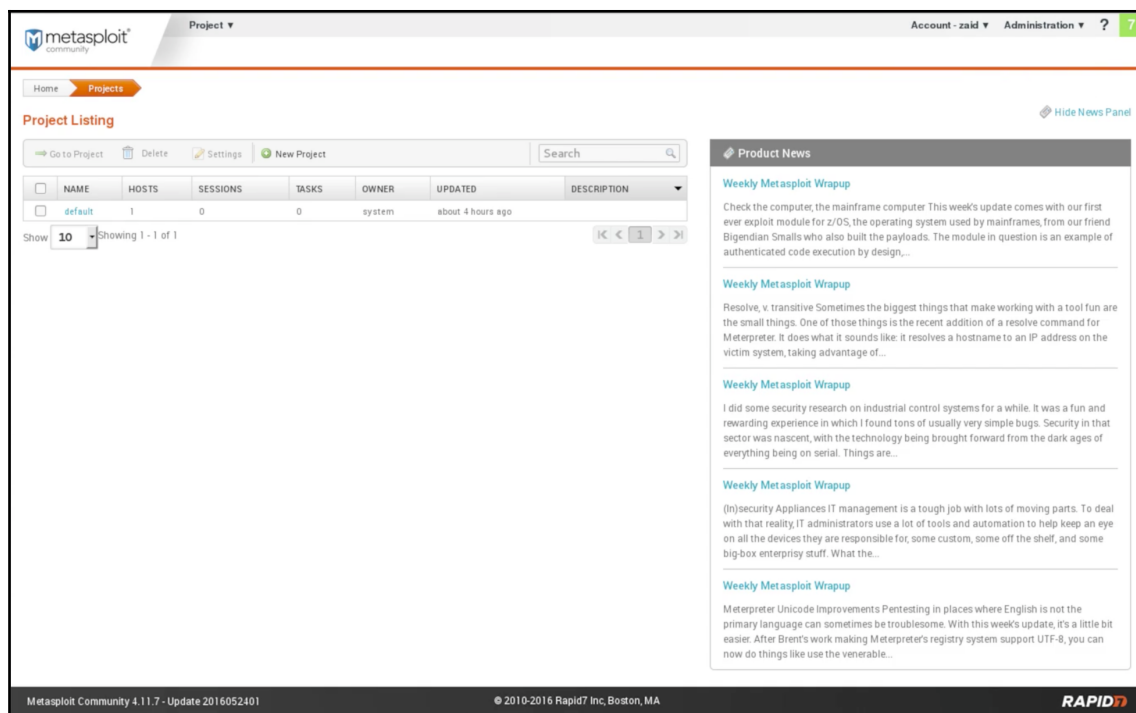 metasploit®
community
Project ▼
Account - zaid ▼ Administration ▼ ? 7
Home Projects
Project Listing
Hide News Panel
Go to Project Delete Settings New Project Search
NAME HOSTS SESSIONS TASKS OWNER UPDATED DESCRIPTION
default 1 0 0 system about 4 hours ago
Show 10 Showing 1 - 1 of 1 1
Product News
Weekly Metasploit Wrapup
Check the computer, the mainframe computer This week's update comes with our first
ever exploit module for z/OS, the operating system used by mainframes, from our friend
Bigendian Smalls who also built the payloads. The module in question is an example of
authenticated code execution by design,...
Weekly Metasploit Wrapup
Resolve, v. transitive Sometimes the biggest things that make working with a tool fun are
the small things. One of those things is the recent addition of a resolve command for
Meterpreter. It does what it sounds like: it resolves a hostname to an IP address on the
victim system, taking advantage of...
Weekly Metasploit Wrapup
I did some security research on industrial control systems for a while. It was a fun and
rewarding experience in which I found tons of usually very simple bugs. Security in that
sector was nascent, with the technology being brought forward from the dark ages of
everything being on serial. Things are...
Weekly Metasploit Wrapup
(In)security Appliances IT management is a tough job with lots of moving parts. To deal
with that reality, IT administrators use a lot of tools and automation to help keep an eye
on all the devices they are responsible for, some custom, some off the shelf, and some
big-box enterprisy stuff. What the...
Weekly Metasploit Wrapup
Meterpreter Unicode Improvements Pentesting in places where English is not the
primary language can sometimes be troublesome. With this week's update, it's a little bit
easier. After Brent's work making Meterpreter's registry system support UTF-8, you can
now do things like use the venerable...
Metasploit Community 4.11.7 - Update 2016052401 © 2010-2016 Rapid7 Inc, Boston, MA RAPID7